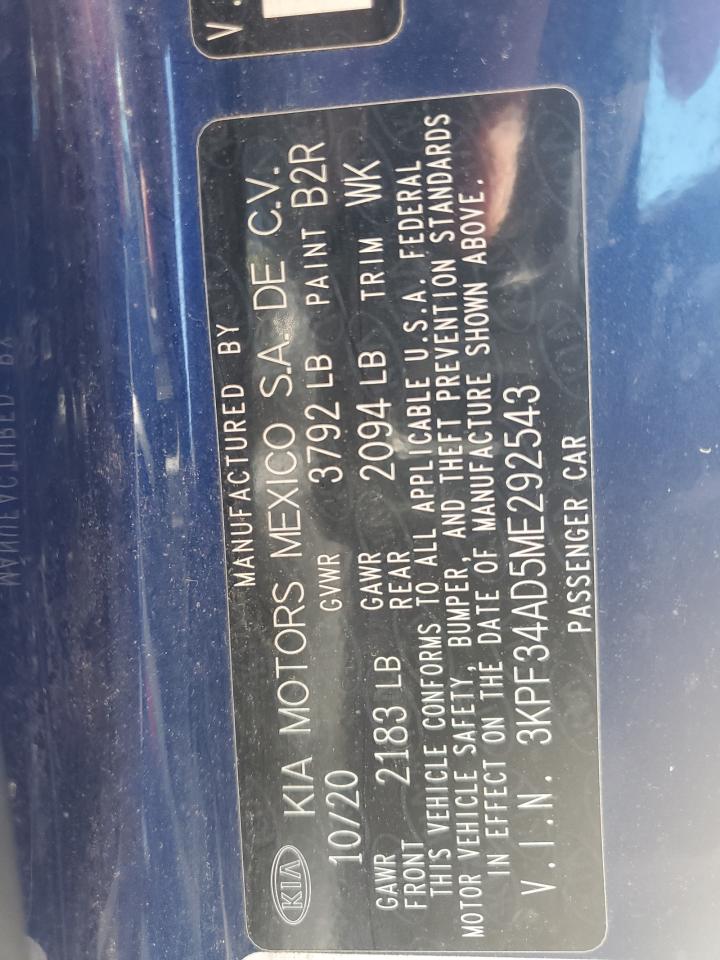 V.
MANUFACTURED BY
KIA KIA MOTORS MEXICO S.A. DE C.V.
10/20 GVWR 3792 LB PAINT B2R
GAWR FRONT 2183 LB GAWR REAR 2094 LB TRIM WK
THIS VEHICLE CONFORMS TO ALL APPLICABLE U.S.A. FEDERAL
MOTOR VEHICLE SAFETY, BUMPER, AND THEFT PREVENTION STANDARDS
IN EFFECT ON THE DATE OF MANUFACTURE SHOWN ABOVE.
V.I.N. 3KPF34AD5ME292543
PASSENGER CAR